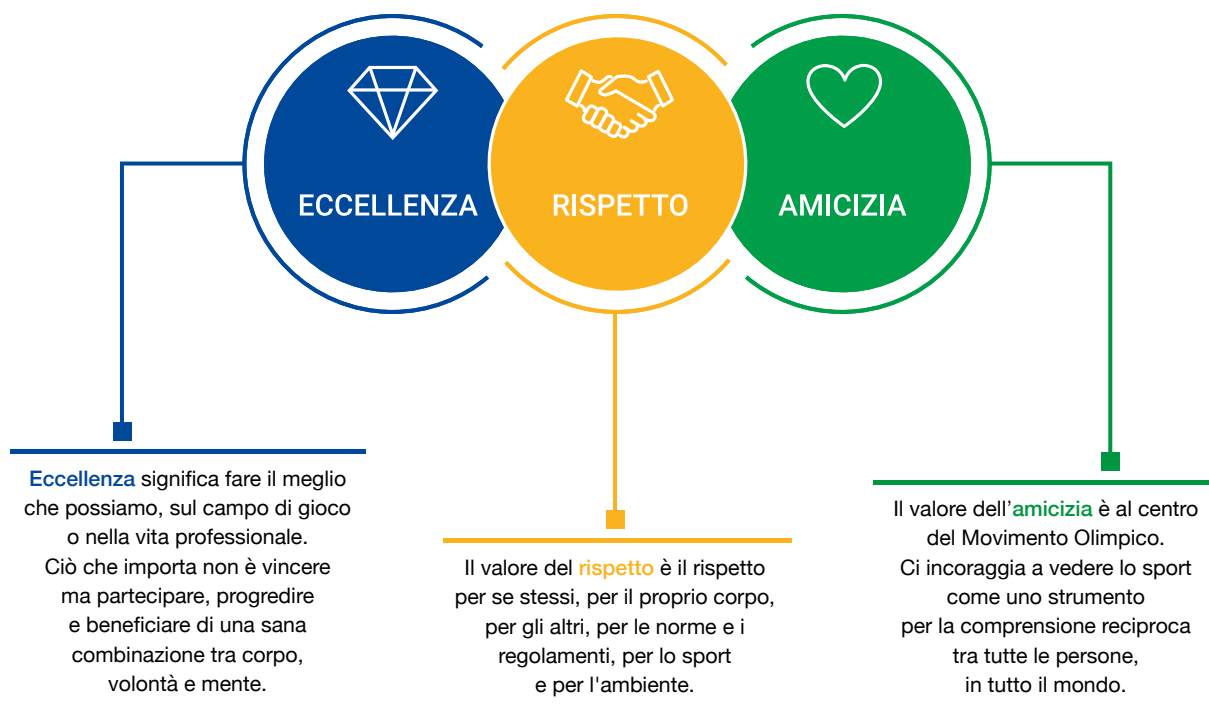 ECCELLENZA
RISPETTO
AMICIZIA
Eccellenza significa fare il meglio
che possiamo, sul campo di gioco
o nella vita professionale.
Ciò che importa non è vincere
ma partecipare, progredire
e beneficiare di una sana
combinazione tra corpo,
volontà e mente.
Il valore del rispetto è il rispetto
per se stessi, per il proprio corpo,
per gli altri, per le norme e i
regolamenti, per lo sport
e per l'ambiente.
Il valore dell’amicizia è al centro
del Movimento Olimpico.
Ci incoraggia a vedere lo sport
come uno strumento
per la comprensione reciproca
tra tutte le persone,
in tutto il mondo.